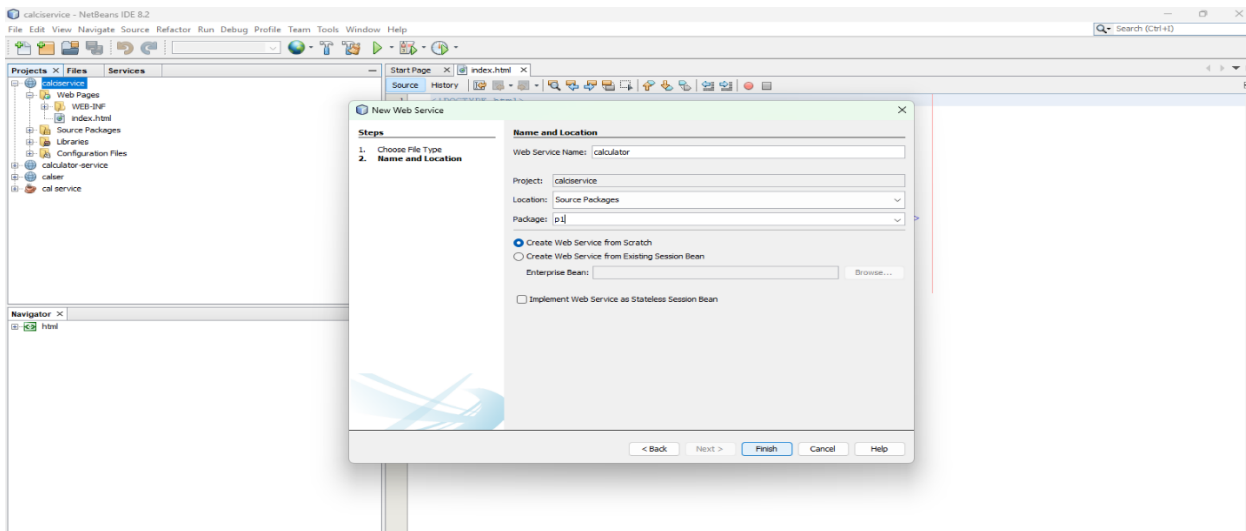 calciservice - NetBeans IDE 8.2
File Edit View Navigate Source Refactor Run Debug Profile Team Tools Window Help
Search (Ctrl+I)
Projects Files Services
calciservice
Web Pages
WEB-INF
index.html
Source Packages
Libraries
Configuration Files
calculator-service
calser
cal service
Navigator
html
Start Page index.html
Source History
New Web Service
Steps
1. Choose File Type
2. Name and Location
Name and Location
Web Service Name: calculator
Project: calciservice
Location: Source Packages
Package: p1
Create Web Service from Scratch
Create Web Service from Existing Session Bean
Enterprise Bean: Browse...
Implement Web Service as Stateless Session Bean
< Back Next > Finish Cancel Help